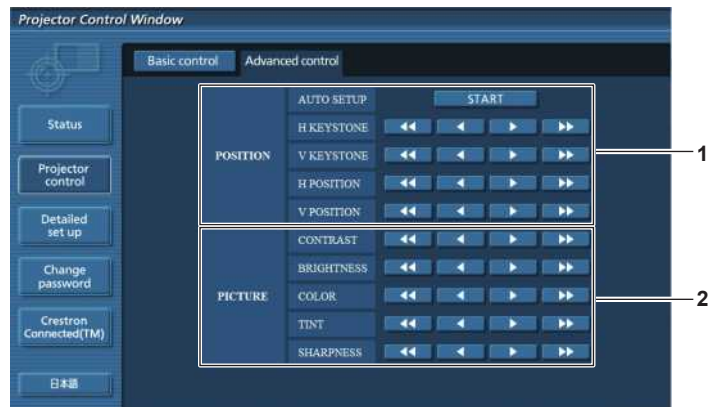 Projector Control Window
Basic control
Advanced control
Status
Projector
control
Detailed
set up
Change
password
Crestron
Connected(TM)
日本語
POSITION
AUTO SETUP
START
H KEYSTONE
V KEYSTONE
H POSITION
V POSITION
1
PICTURE
CONTRAST
BRIGHTNESS
COLOR
TINT
SHARPNESS
2